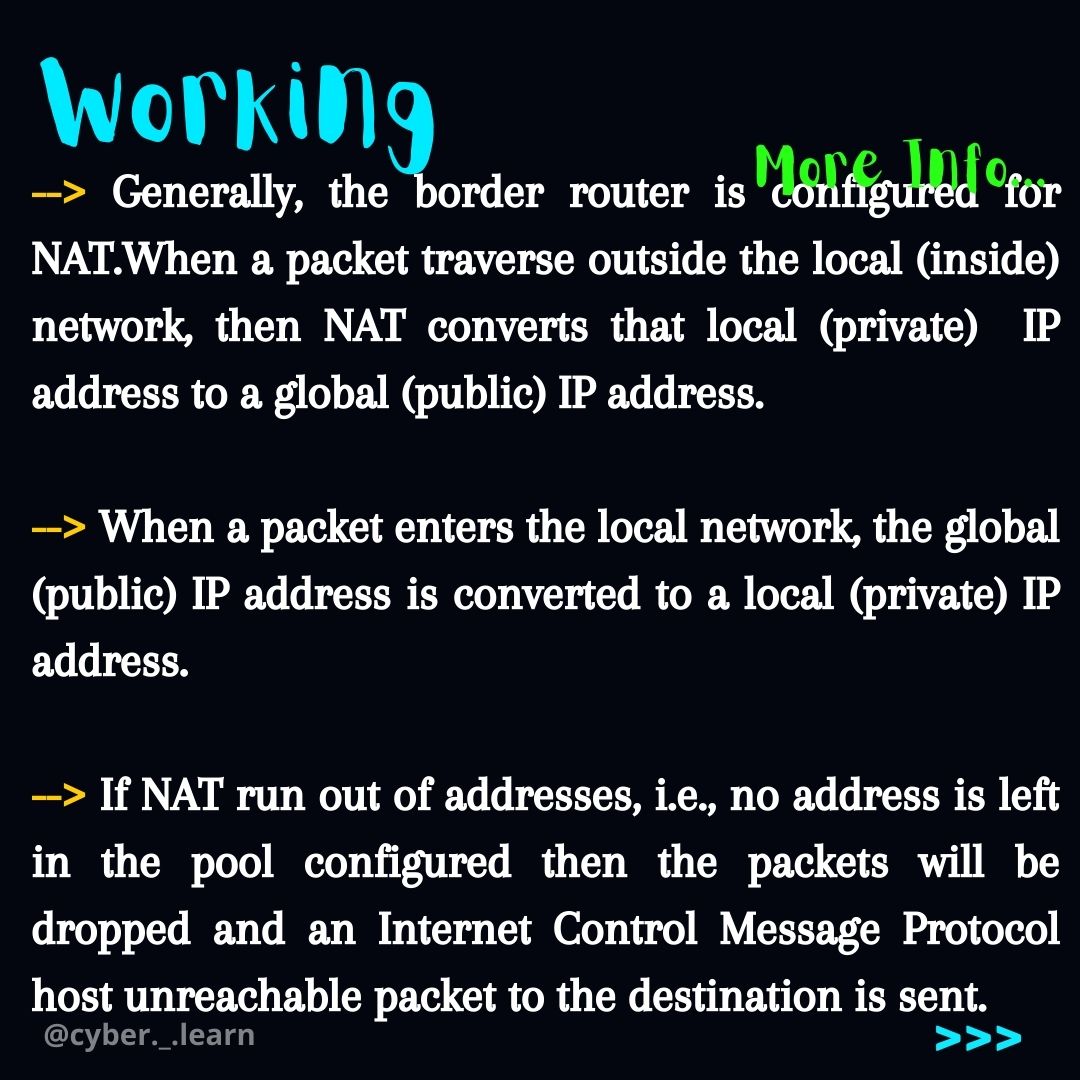 Working
More Info...
--> Generally, the border router is configured for
NAT.When a packet traverse outside the local (inside)
network, then NAT converts that local (private) IP
address to a global (public) IP address.
--> When a packet enters the local network, the global
(public) IP address is converted to a local (private) IP
address.
--> If NAT run out of addresses, i.e., no address is left
in the pool configured then the packets will be
dropped and an Internet Control Message Protocol
host unreachable packet to the destination is sent.
@cyber._.learn
>>>